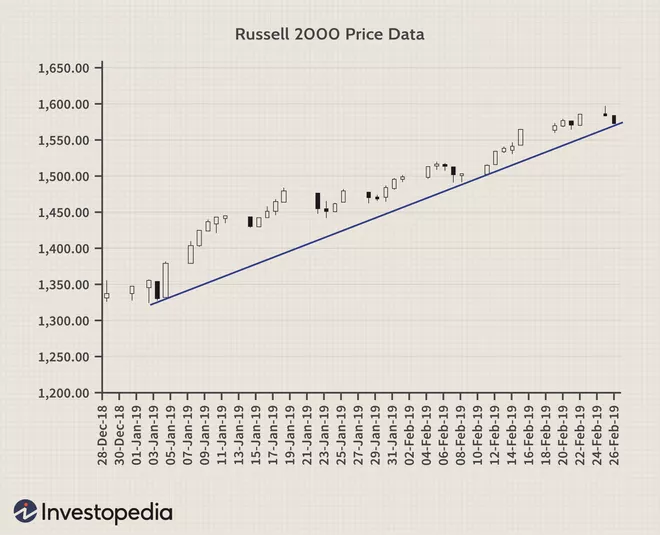 Russell 2000 Price Data
1,650.00
1,600.00
1,550.00
1,500.00
1,450.00
1,400.00
1,350.00
1,300.00
1,250.00
1,200.00
28-Dec-18
30-Dec-18
01-Jan-19
03-Jan-19
05-Jan-19
07-Jan-19
09-Jan-19
11-Jan-19
13-Jan-19
15-Jan-19
17-Jan-19
19-Jan-19
21-Jan-19
23-Jan-19
25-Jan-19
27-Jan-19
29-Jan-19
31-Jan-19
02-Feb-19
04-Feb-19
06-Feb-19
08-Feb-19
10-Feb-19
12-Feb-19
14-Feb-19
16-Feb-19
18-Feb-19
20-Feb-19
22-Feb-19
24-Feb-19
26-Feb-19
Investopedia